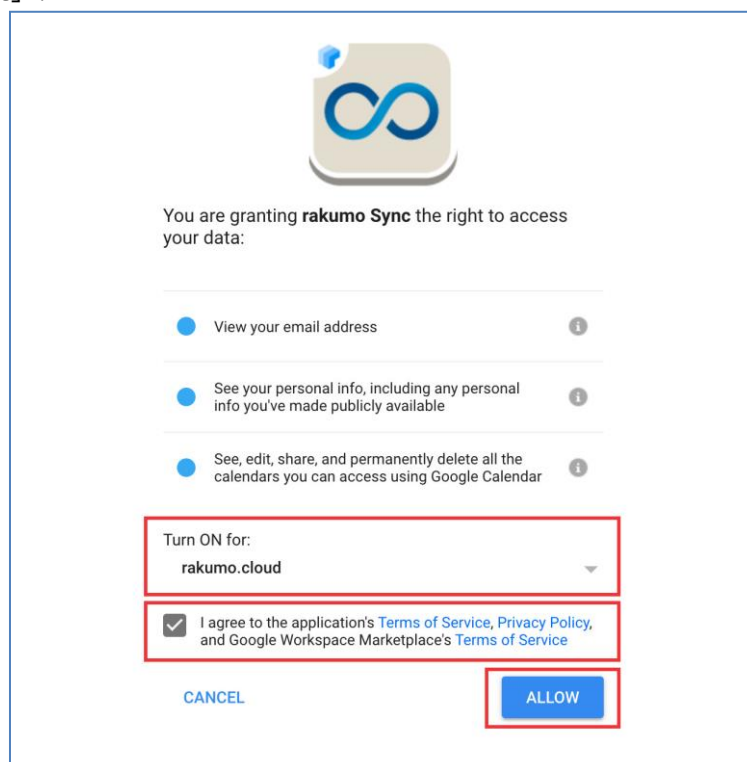 You are granting rakumo Sync the right to access
your data:
View your email address
See your personal info, including any personal
info you've made publicly available
See, edit, share, and permanently delete all the
calendars you can access using Google Calendar
Turn ON for:
rakumo.cloud
I agree to the application's Terms of Service, Privacy Policy,
and Google Workspace Marketplace's Terms of Service
CANCEL
ALLOW